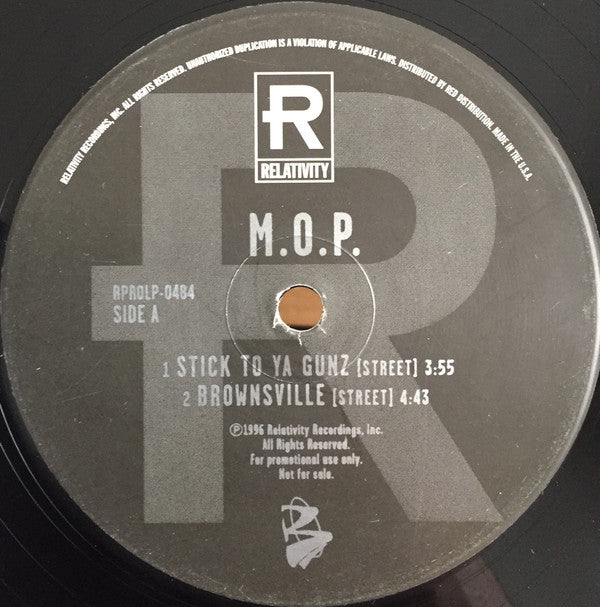 RELATIVITY RECORDINGS, INC. ALL RIGHTS RESERVED. UNAUTHORIZED DUPLICATION IS A VIOLATION OF APPLICABLE LAWS. DISTRIBUTED BY RED DISTRIBUTION. MADE IN THE U.S.A.
R
RELATIVITY
M.O.P.
RPROLP-0484
SIDE A
1 STICK TO YA GUNZ [STREET] 3:55
2 BROWNSVILLE [STREET] 4:43
℗1996 Relativity Recordings, Inc.
All Rights Reserved.
For promotional use only.
Not for sale.